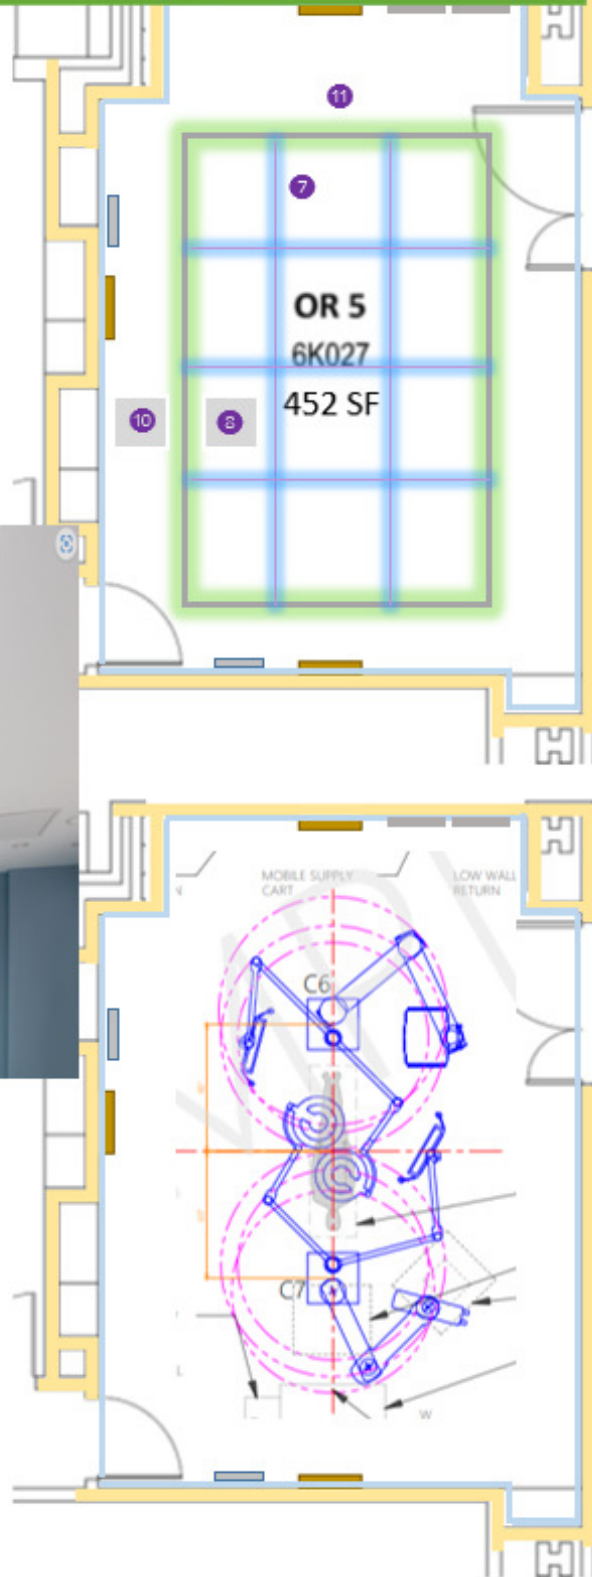 11
7
OR 5
6K027
452 SF
10
8
MOBILE SUPPLY
CART
LOW WALL
RETURN
C6
C7
W